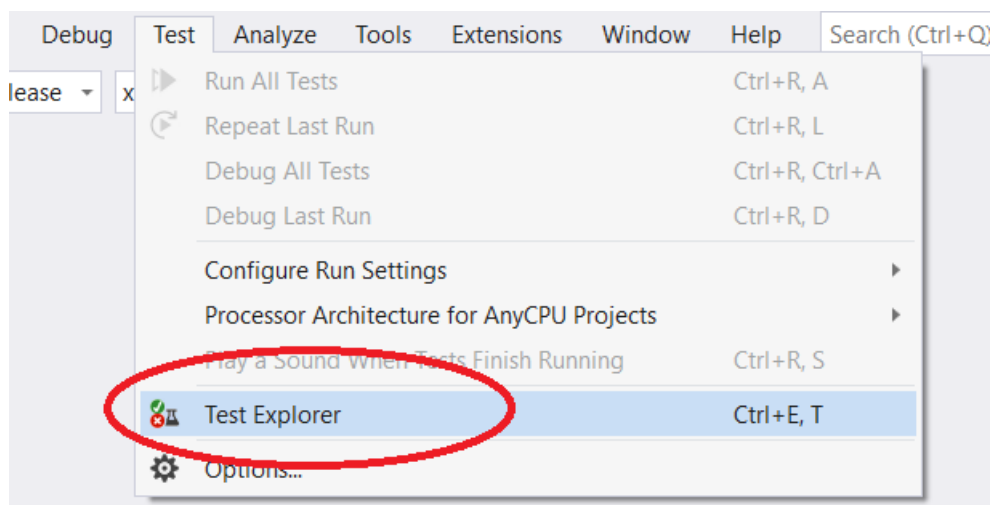 Debug Test Analyze Tools Extensions Window Help Search (Ctrl+Q)
lease x
Run All Tests Ctrl+R, A
Repeat Last Run Ctrl+R, L
Debug All Tests Ctrl+R, Ctrl+A
Debug Last Run Ctrl+R, D
Configure Run Settings
Processor Architecture for AnyCPU Projects
Play a Sound When Tests Finish Running Ctrl+R, S
Test Explorer Ctrl+E, T
Options...